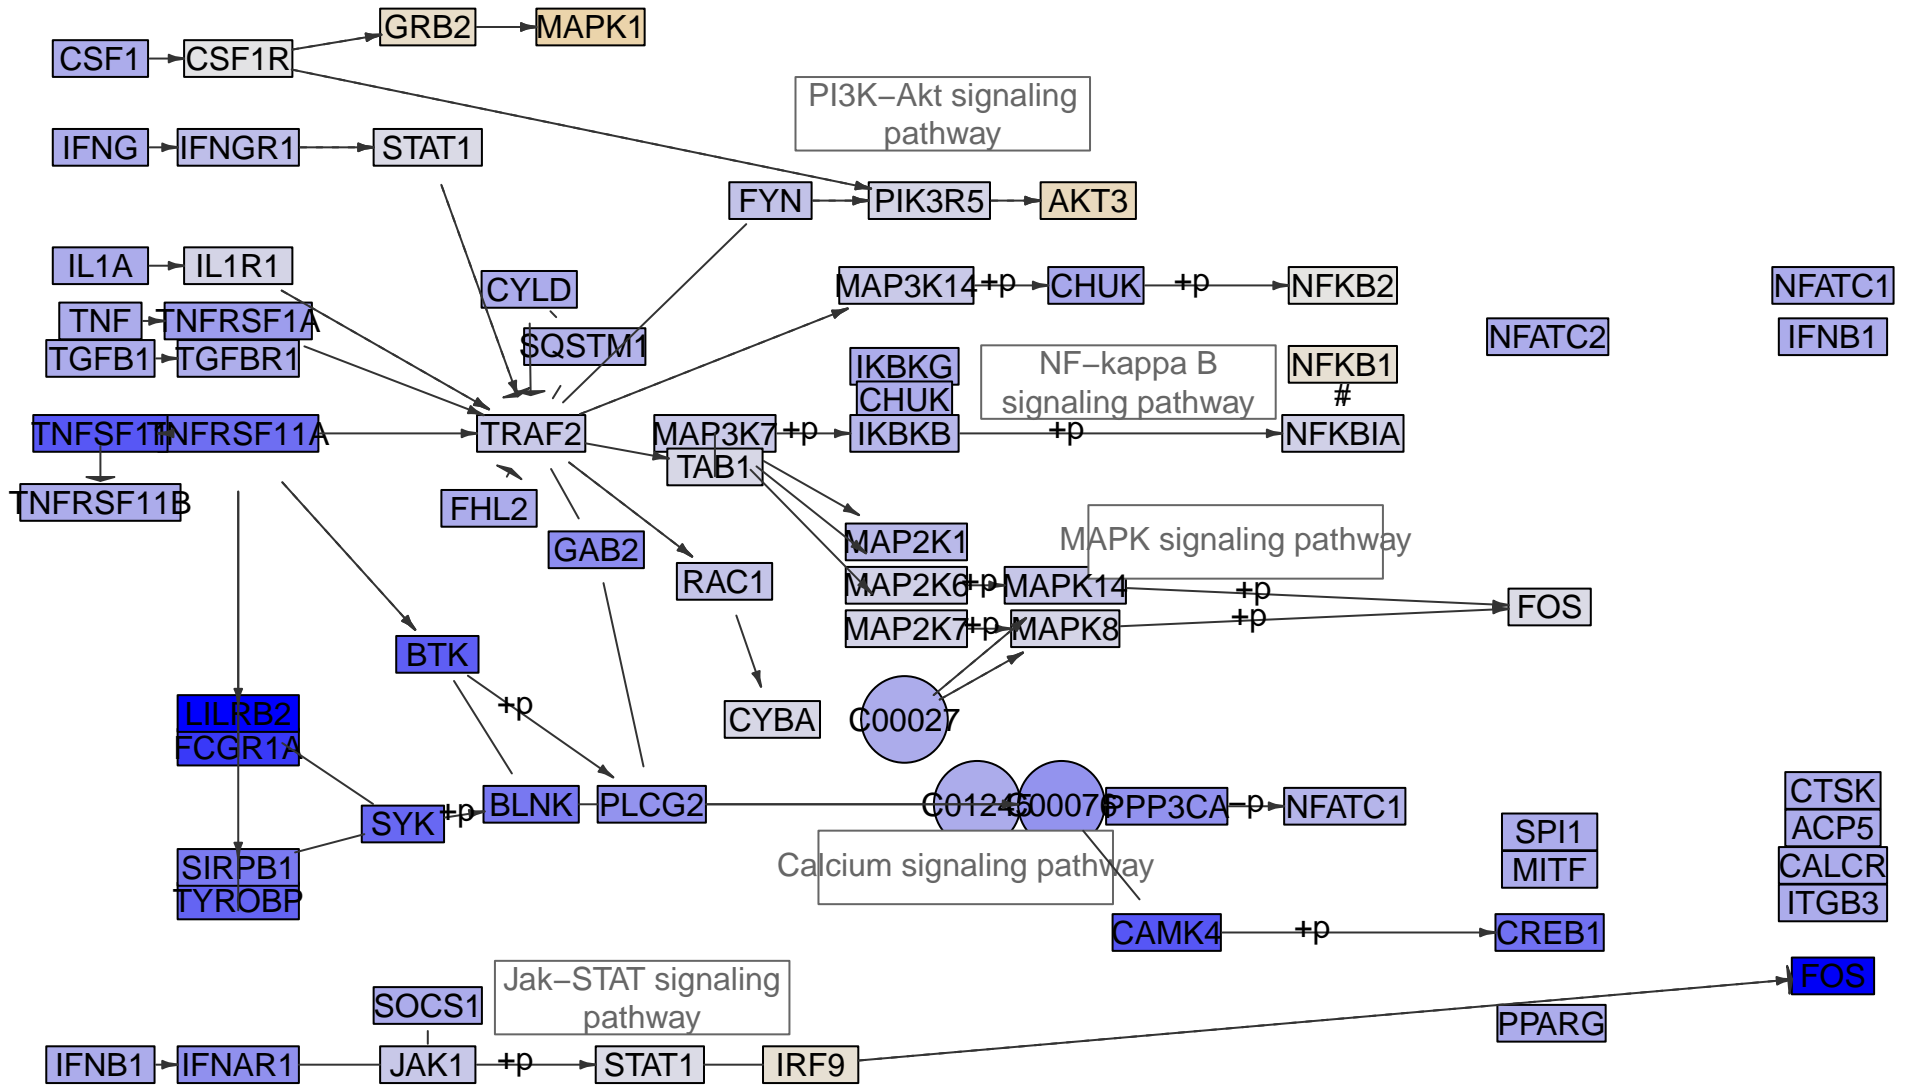 GRB2
MAPK1
CSF1
CSF1R
PI3K−Akt signaling
pathway
IFNG
IFNGR1
STAT1
FYN
PIK3R5
AKT3
IL1A
IL1R1
CYLD
MAP3K14
+p
CHUK
+p
NFKB2
NFATC1
TNF
TNFRSF1A
SQSTM1
NFATC2
IFNB1
TGFB1
TGFBR1
IKBKG
NF−kappa B
signaling pathway
NFKB1
#
CHUK
TNFRSF11A
TRAF2
MAP3K7
+p
IKBKB
+p
NFKBIA
TAB1
TNFRSF11B
FHL2
GAB2
MAP2K1
MAPK signaling pathway
RAC1
MAP2K6
+p
MAPK14
+p
FOS
MAP2K7
+p
MAPK8
+p
BTK
+p
LILRB2
FCGR1A
CYBA
C00027
SYK
+p
BLNK
PLCG2
C00076
PPP3CA
−p
NFATC1
CTSK
SPI1
ACP5
SIRPB1
Calcium signaling pathway
MITF
CALCR
TYROBP
ITGB3
CAMK4
+p
CREB1
Jak−STAT signaling
pathway
FOS
SOCS1
PPARG
IFNB1
IFNAR1
JAK1
+p
STAT1
IRF9